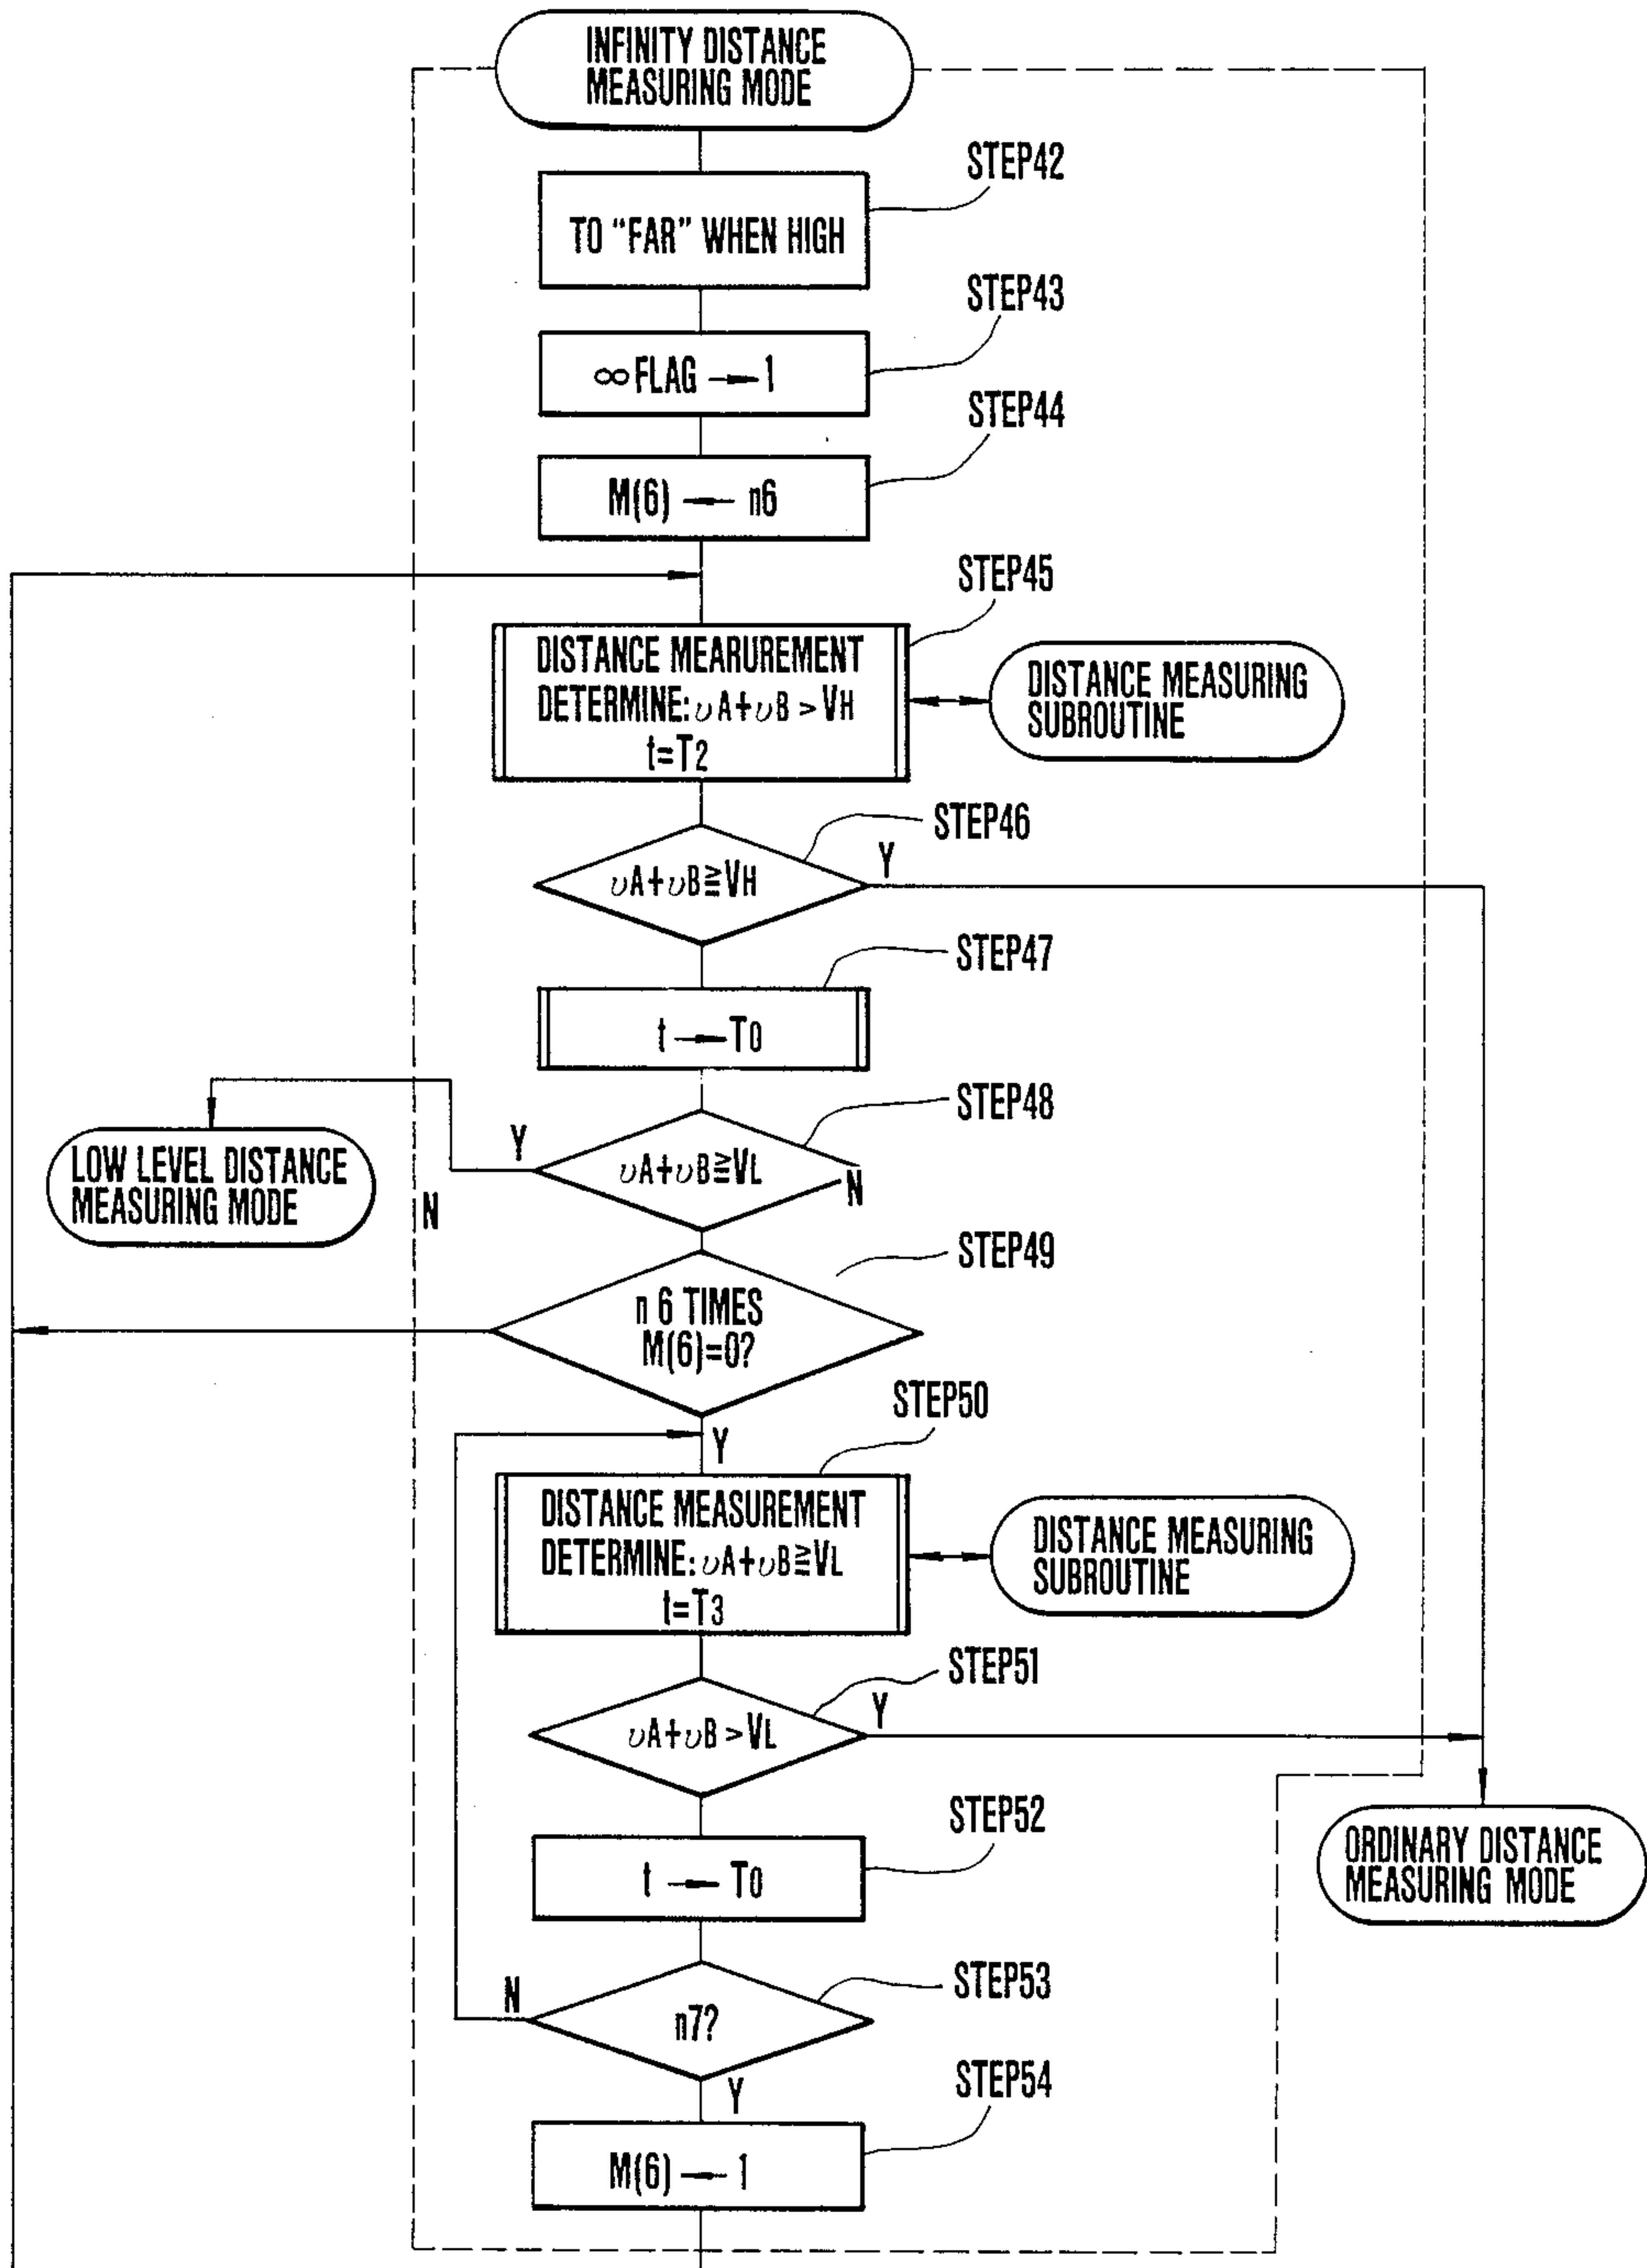 INFINITY DISTANCE
MEASURING MODE
STEP42
TO “FAR” WHEN HIGH
STEP43
∞ FLAG → 1
STEP44
M(6) ← n6
STEP45
DISTANCE MEARUREMENT
DETERMINE: υA+υB > VH
t=T2
DISTANCE MEASURING
SUBROUTINE
STEP46
υA+υB≧VH
Y
STEP47
t → T0
STEP48
υA+υB≧VL
Y
N
LOW LEVEL DISTANCE
MEASURING MODE
N
STEP49
n 6 TIMES
M(6)=0?
STEP50
Y
DISTANCE MEASUREMENT
DETERMINE: υA+υB≧VL
t=T3
DISTANCE MEASURING
SUBROUTINE
STEP51
υA+υB > VL
Y
STEP52
t → T0
ORDINARY DISTANCE
MEASURING MODE
STEP53
n7?
N
Y
STEP54
M(6) ← 1